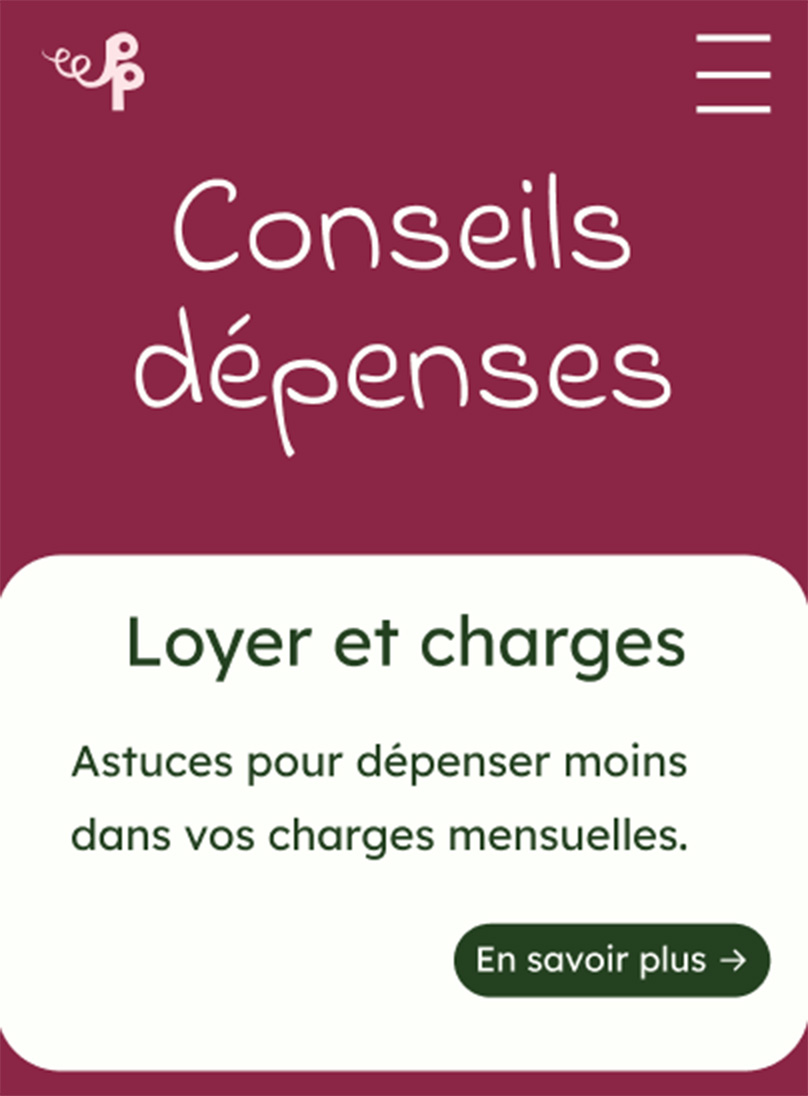 Conseils
dépenses
Loyer et charges
Astuces pour dépenser moins
dans vos charges mensuelles.
En savoir plus →